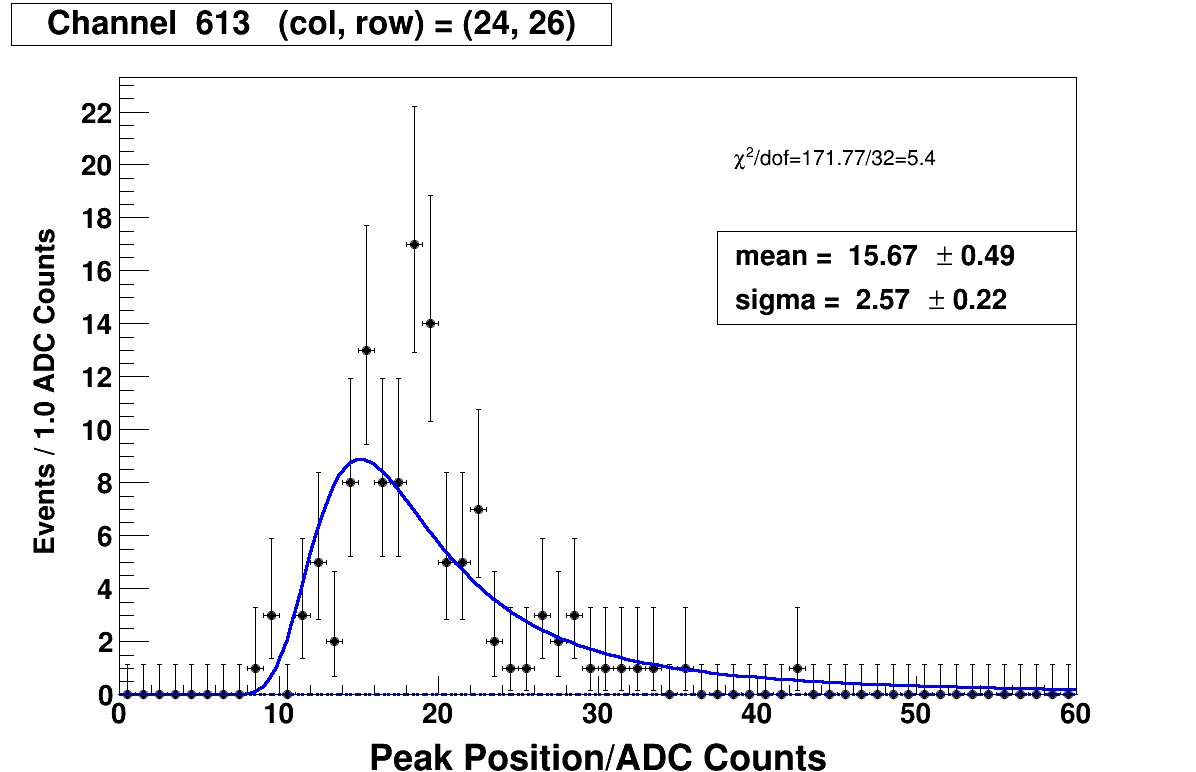 Channel 613 (col, row) = (24, 26)
χ²/dof=171.77/32=5.4
mean = 15.67 ± 0.49
sigma = 2.57 ± 0.22
Events / 1.0 ADC Counts
22
20
18
16
14
12
10
8
6
4
2
0
0 10 20 30 40 50 60
Peak Position/ADC Counts